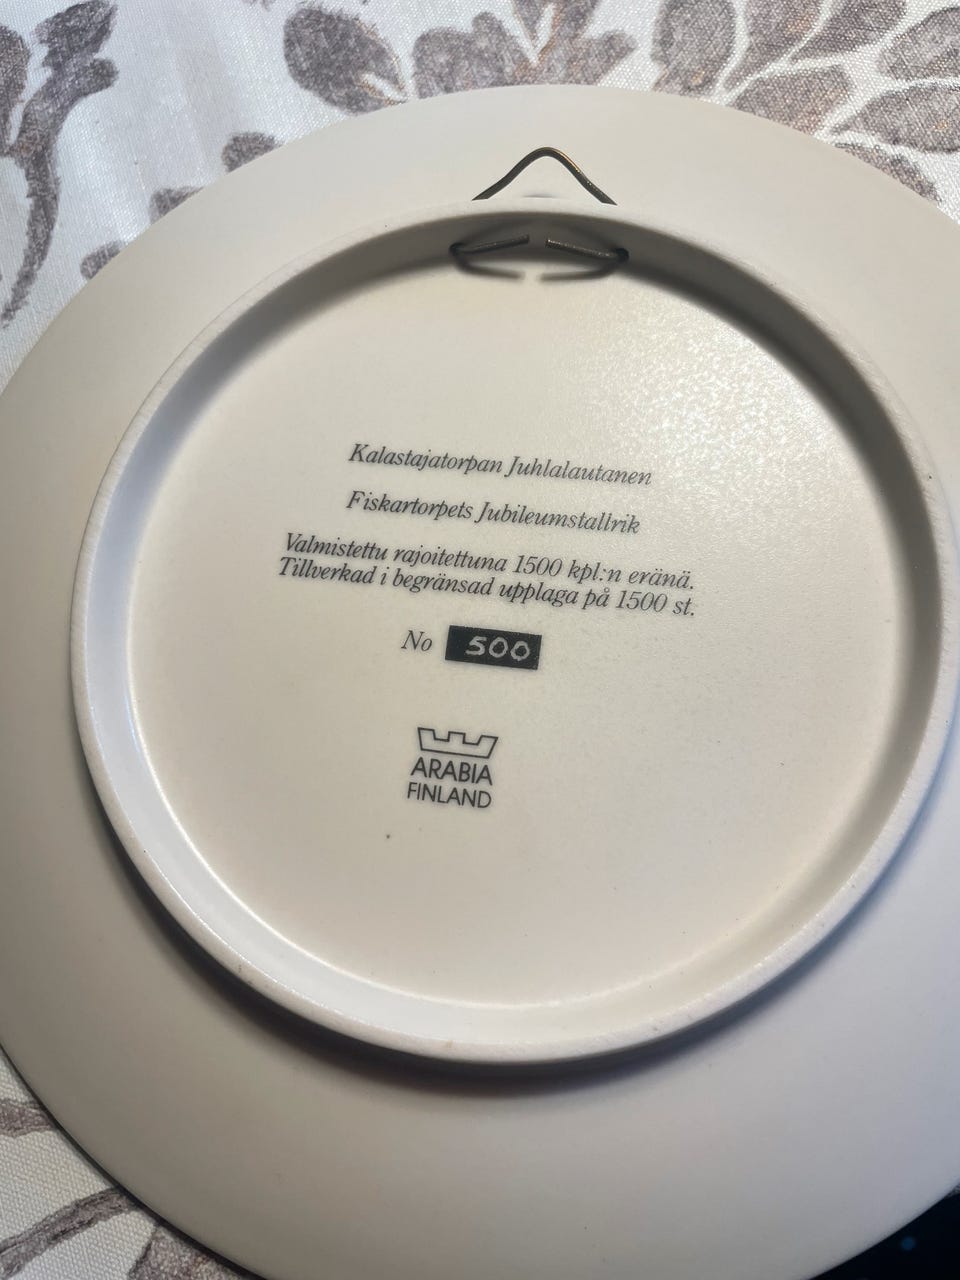 Kalastajatorpan Juhlalautanen
Fiskartorpets Jubileumstallrik
Valmistettu rajoitettuna 1500 kpl:n eränä.
Tillverkad i begränsad upplaga på 1500 st.
No 500
ARABIA
FINLAND